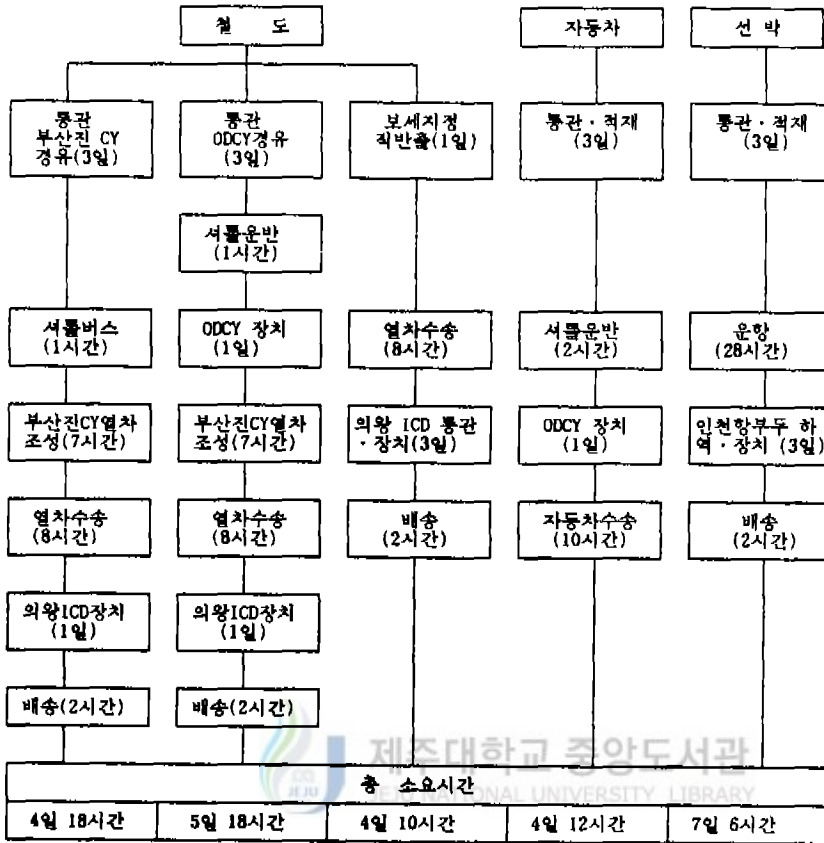 철 도
자동차
선 박
통관
부산진 CY
경유(3일)
통관
ODCY경유
(3일)
보세지정
직반출(1일)
통관·적재
(3일)
통관·적재
(3일)
셔틀운반
(1시간)
셔틀버스
(1시간)
ODCY 장치
(1일)
열차수송
(8시간)
셔틀운반
(2시간)
운항
(28시간)
부산진CY열차
조성(7시간)
부산진CY열차
조성(7시간)
의왕 ICD 통관
·장치(3일)
ODCY 장치
(1일)
인천항부두 하
역·장치 (3일)
열차수송
(8시간)
열차수송
(8시간)
배송
(2시간)
자동차수송
(10시간)
배송
(2시간)
의왕ICD장치
(1일)
의왕ICD장치
(1일)
배송(2시간)
배송(2시간)
제주대학교 중앙도서관
JEJU NATIONAL UNIVERSITY LIBRARY
JEJU
총 소요시간
4일 18시간
5일 18시간
4일 10시간
4일 12시간
7일 6시간